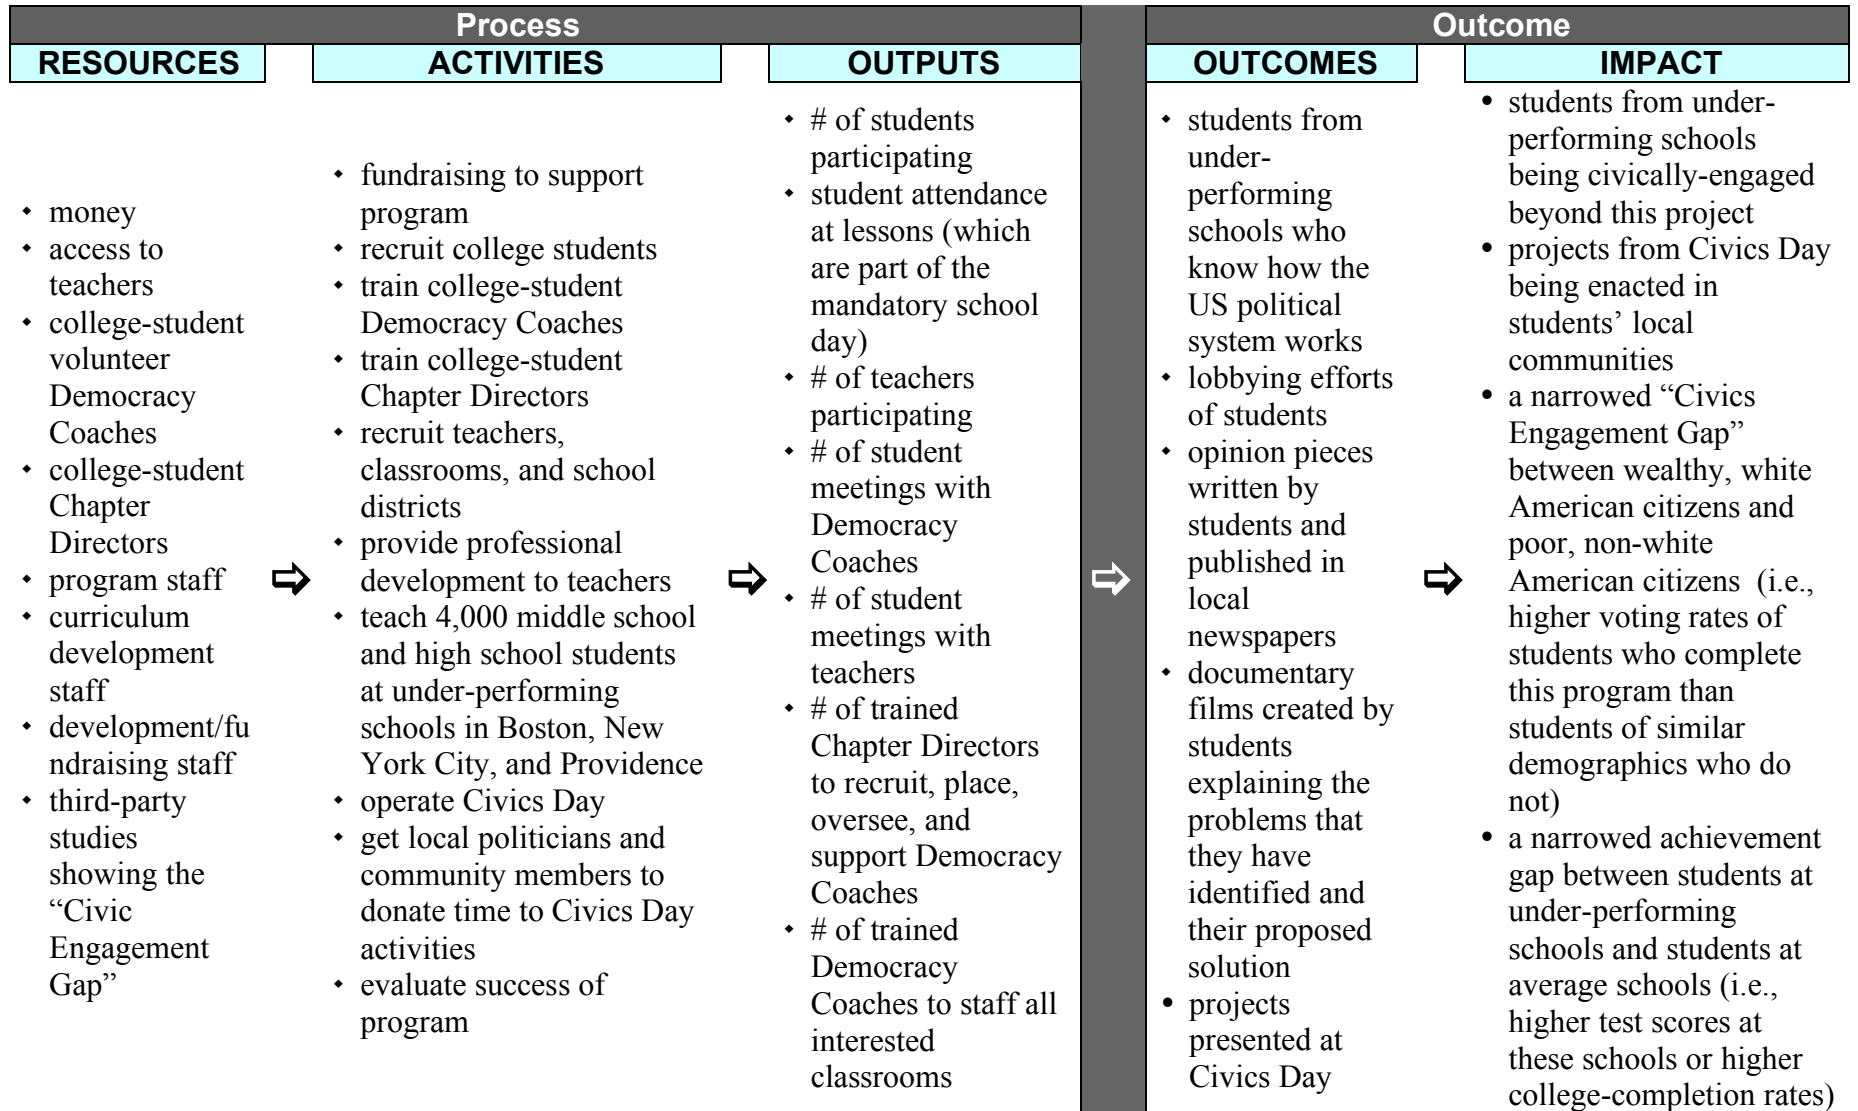 Process
Outcome
RESOURCES
ACTIVITIES
OUTPUTS
OUTCOMES
IMPACT
money
access to
teachers
college-student
volunteer
Democracy
Coaches
college-student
Chapter
Directors
program staff
curriculum
development
staff
development/fu
ndraising staff
third-party
studies
showing the
“Civic
Engagement
Gap”
fundraising to support
program
recruit college students
train college-student
Democracy Coaches
train college-student
Chapter Directors
recruit teachers,
classrooms, and school
districts
provide professional
development to teachers
teach 4,000 middle school
and high school students
at under-performing
schools in Boston, New
York City, and Providence
operate Civics Day
get local politicians and
community members to
donate time to Civics Day
activities
evaluate success of
program
# of students
participating
student attendance
at lessons (which
are part of the
mandatory school
day)
# of teachers
participating
# of student
meetings with
Democracy
Coaches
# of student
meetings with
teachers
# of trained
Chapter Directors
to recruit, place,
oversee, and
support Democracy
Coaches
# of trained
Democracy
Coaches to staff all
interested
classrooms
students from
under-
performing
schools who
know how the
US political
system works
lobbying efforts
of students
opinion pieces
written by
students and
published in
local
newspapers
documentary
films created by
students
explaining the
problems that
they have
identified and
their proposed
solution
projects
presented at
Civics Day
students from under-
performing schools
being civically-engaged
beyond this project
projects from Civics Day
being enacted in
students’ local
communities
a narrowed “Civics
Engagement Gap”
between wealthy, white
American citizens and
poor, non-white
American citizens (i.e.,
higher voting rates of
students who complete
this program than
students of similar
demographics who do
not)
a narrowed achievement
gap between students at
under-performing
schools and students at
average schools (i.e.,
higher test scores at
these schools or higher
college-completion rates)